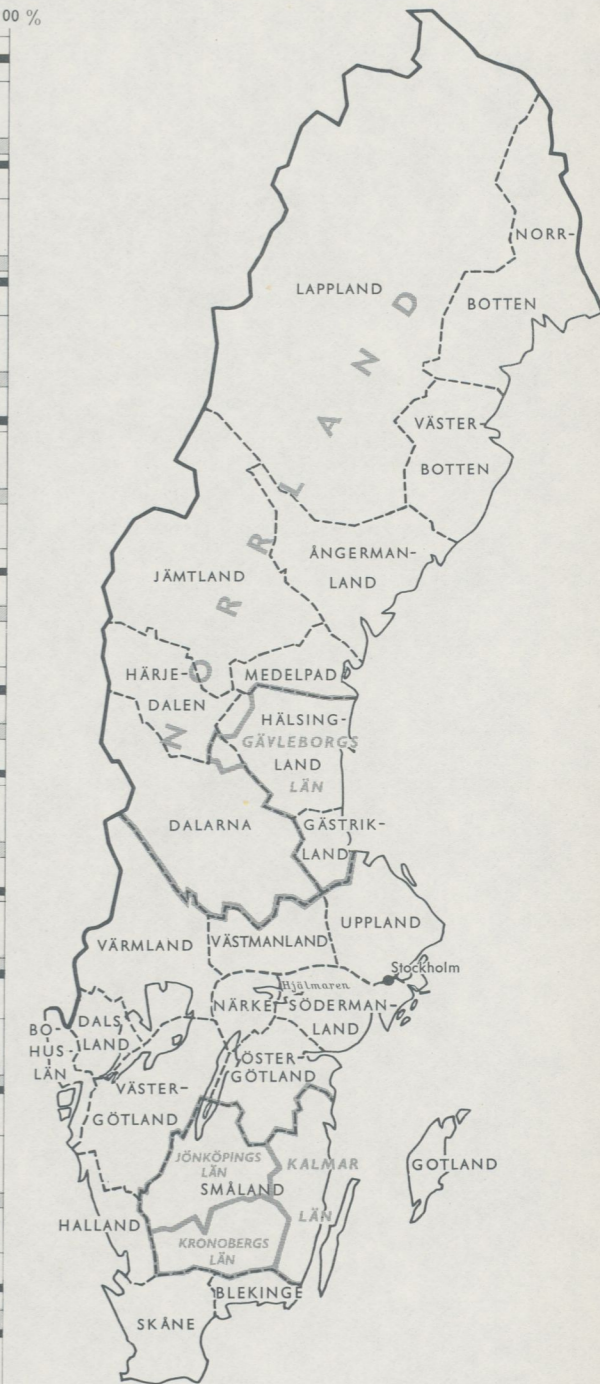 00 %
NORR-
LAPPLAND
BOTTEN
NORRLAND
VÄSTER-
BOTTEN
ÅNGERMAN-
LAND
JÄMTLAND
HÄRJE-
DALEN
MEDELPAD
HÄLSING-
GÄVLEBORGS
LAND
LÄN
DALARNA
GÄSTRIK-
LAND
UPPLAND
VÄRMLAND
VÄSTMANLAND
Stockholm
Hjälmaren
NÄRKE
SÖDERMAN-
LAND
DALS
LAND
BO-
HUS-
LÄN
ÖSTER-
GÖTLAND
VÄSTER-
GÖTLAND
JÖNKÖPINGS
LÄN
KALMAR
LÄN
SMÅLAND
GOTLAND
HALLAND
KRONOBERGS
LÄN
BLEKINGE
SKÅNE